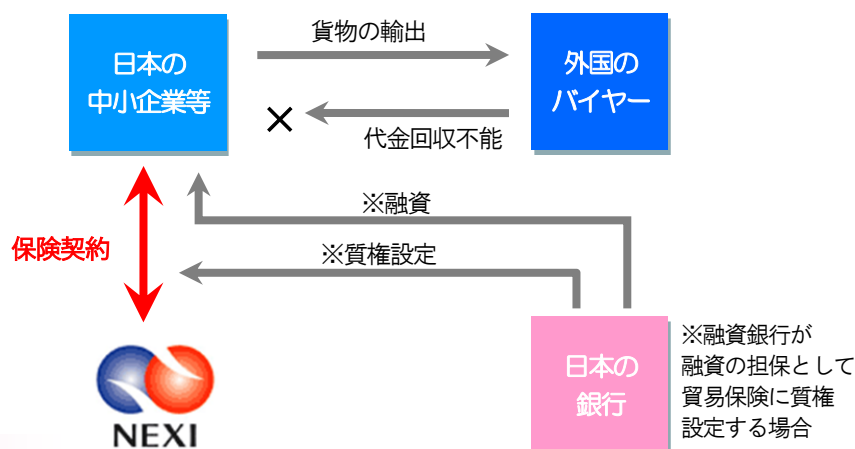 日本の
中小企業等
貨物の輸出
外国の
バイヤー
×
代金回収不能
※融資
保険契約
※質権設定
日本の
銀行
※融資銀行が
融資の担保として
貿易保険に質権
設定する場合
NEXI